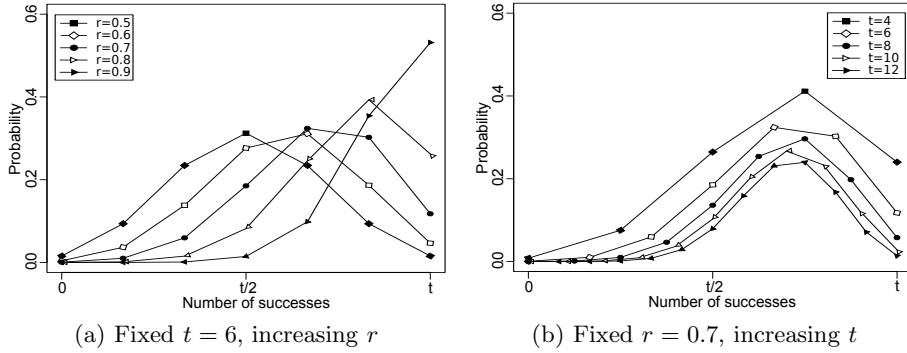 0.6
0.4
0.2
0.0
Probability
r=0.5
r=0.6
r=0.7
r=0.8
r=0.9
0
t/2
t
Number of successes
(a) Fixed t = 6, increasing r
0.6
0.4
0.2
0.0
Probability
t=4
t=6
t=8
t=10
t=12
0
t/2
t
Number of successes
(b) Fixed r = 0.7, increasing t